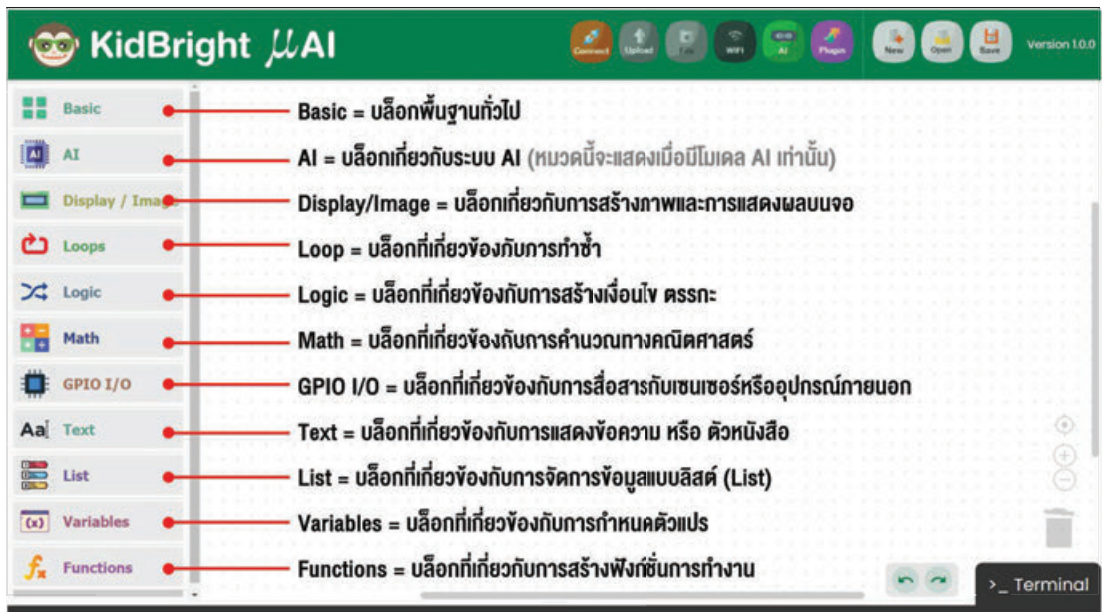 KidBright μAI
Connect Upload WiFi AI Plugin New Open Save Version 1.0.0
Basic
Basic = บล็อกพื้นฐานทั่วไป
AI
AI = บล็อกเกี่ยวกับระบบ AI (หมวดนี้จะแสดงเมื่อมีโมเดล AI เท่านั้น)
Display / Image
Display/Image = บล็อกเกี่ยวกับการสร้างภาพและการแสดงผลบนจอ
Loops
Loop = บล็อกที่เกี่ยวข้องกับการทำซ้ำ
Logic
Logic = บล็อกที่เกี่ยวข้องกับการสร้างเงื่อนไข ตรรกะ
Math
Math = บล็อกที่เกี่ยวข้องกับการคำนวณทางคณิตศาสตร์
GPIO I/O
GPIO I/O = บล็อกที่เกี่ยวข้องกับการสื่อสารกับเซนเซอร์หรืออุปกรณ์ภายนอก
Aa Text
Text = บล็อกที่เกี่ยวข้องกับการแสดงข้อความ หรือ ตัวหนังสือ
List
List = บล็อกที่เกี่ยวข้องกับการจัดการข้อมูลแบบลิสต์ (List)
(x) Variables
Variables = บล็อกที่เกี่ยวข้องกับการกำหนดตัวแปร
fx Functions
Functions = บล็อกที่เกี่ยวกับการสร้างฟังก์ชั่นการทำงาน
>_ Terminal